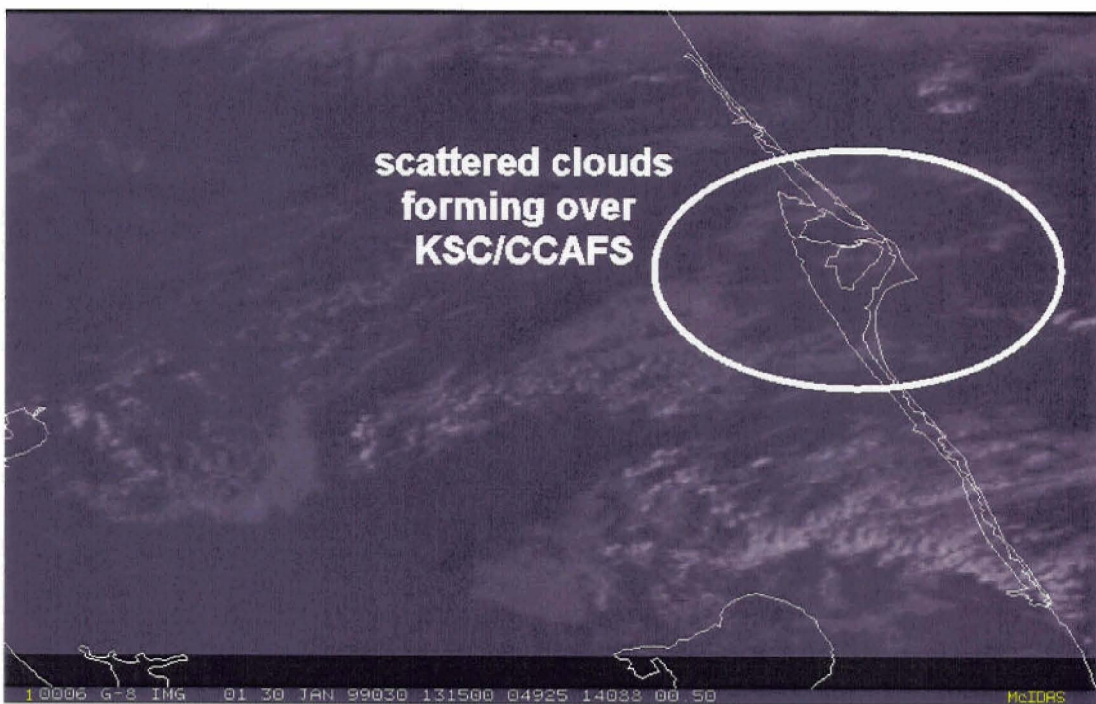 scattered clouds
forming over
KSC/CCAFS
1 0006 G-8 IMG 01 30 JAN 99030 131500 04925 14088 00.50
McIDAS